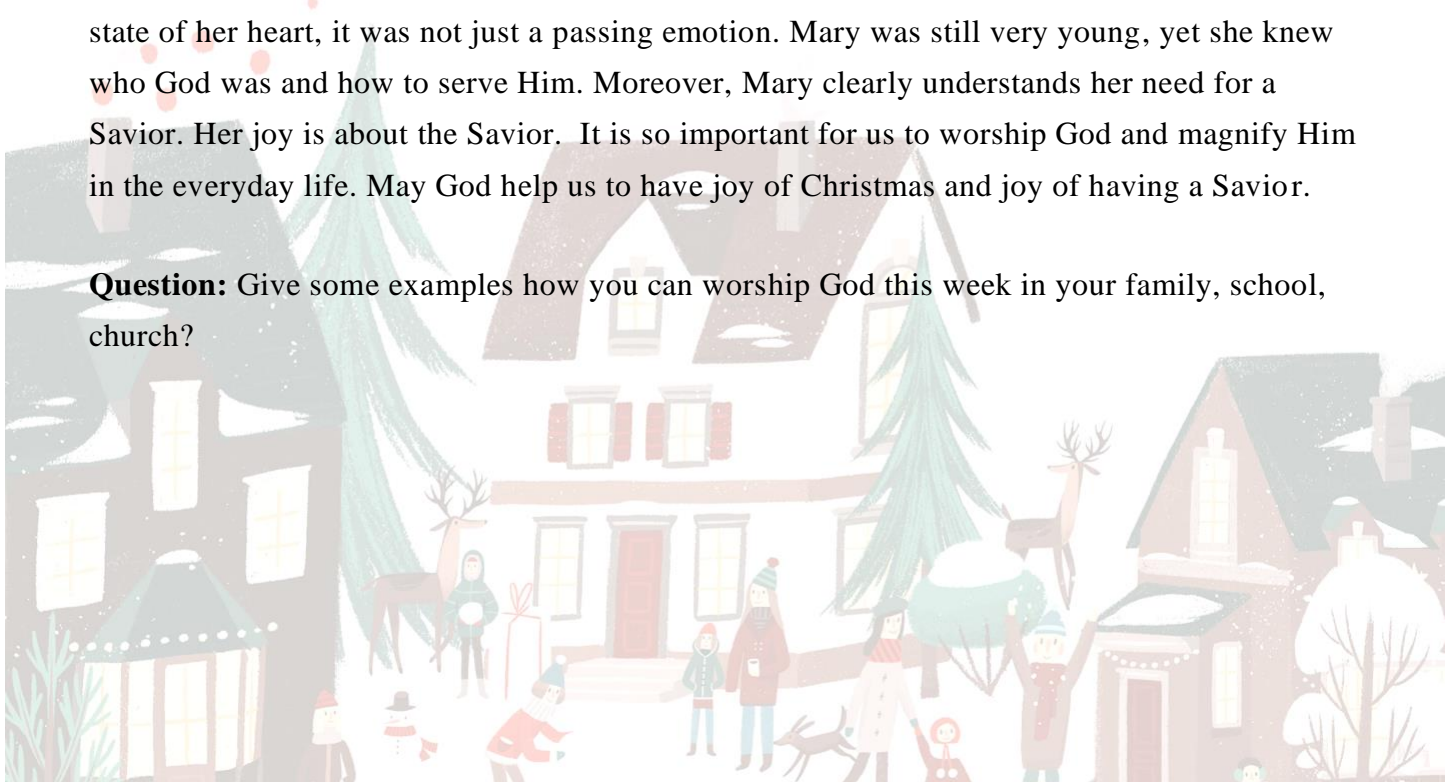 state of her heart, it was not just a passing emotion. Mary was still very young, yet she knew
who God was and how to serve Him. Moreover, Mary clearly understands her need for a
Savior. Her joy is about the Savior.  It is so important for us to worship God and magnify Him
in the everyday life. May God help us to have joy of Christmas and joy of having a Savior.
Question: Give some examples how you can worship God this week in your family, school,
church?